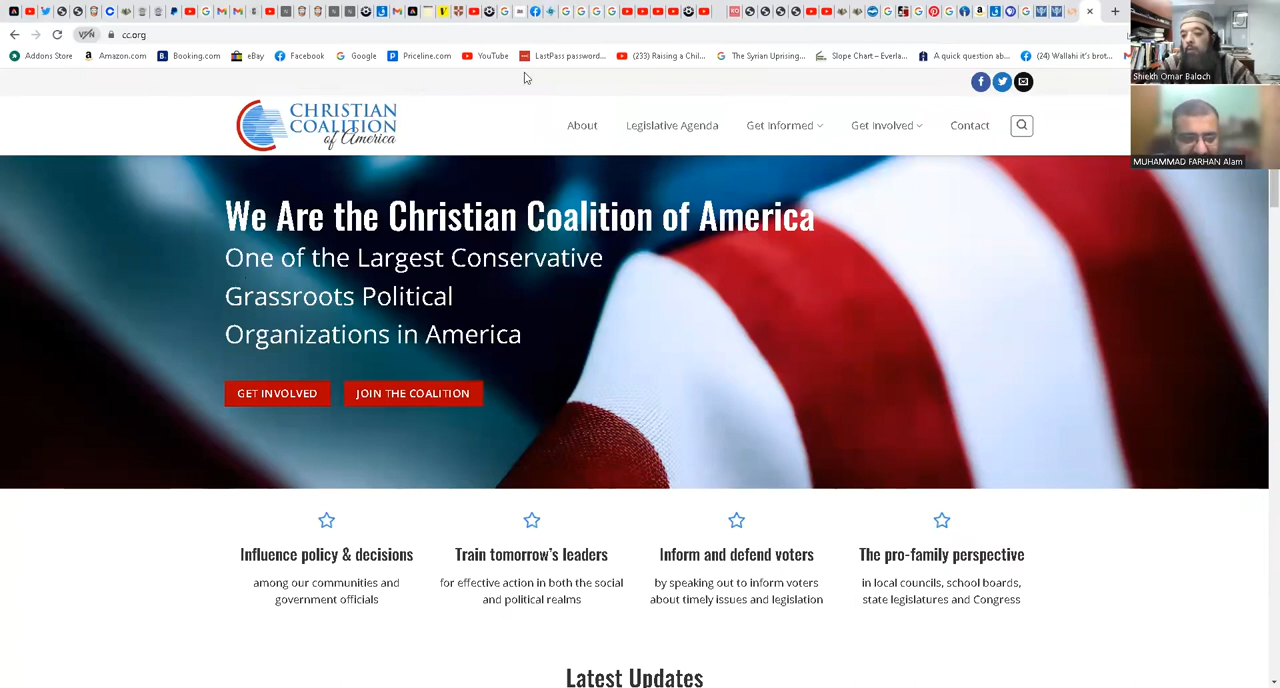 cc.org
Addons Store
Amazon.com
Booking.com
eBay
Facebook
Google
Priceline.com
YouTube
LastPass password...
(233) Raising a Chil...
The Syrian Uprising...
Slope Chart – Everla...
A quick question ab...
(24) Wallahi it's brot...
Shiekh Omar Baloch
MUHAMMAD FARHAN Alam
CHRISTIAN
COALITION
of America
About
Legislative Agenda
Get Informed
Get Involved
Contact
We Are the Christian Coalition of America
One of the Largest Conservative
Grassroots Political
Organizations in America
GET INVOLVED
JOIN THE COALITION
Influence policy & decisions
among our communities and
government officials
Train tomorrow's leaders
for effective action in both the social
and political realms
Inform and defend voters
by speaking out to inform voters
about timely issues and legislation
The pro-family perspective
in local councils, school boards,
state legislatures and Congress
Latest Updates